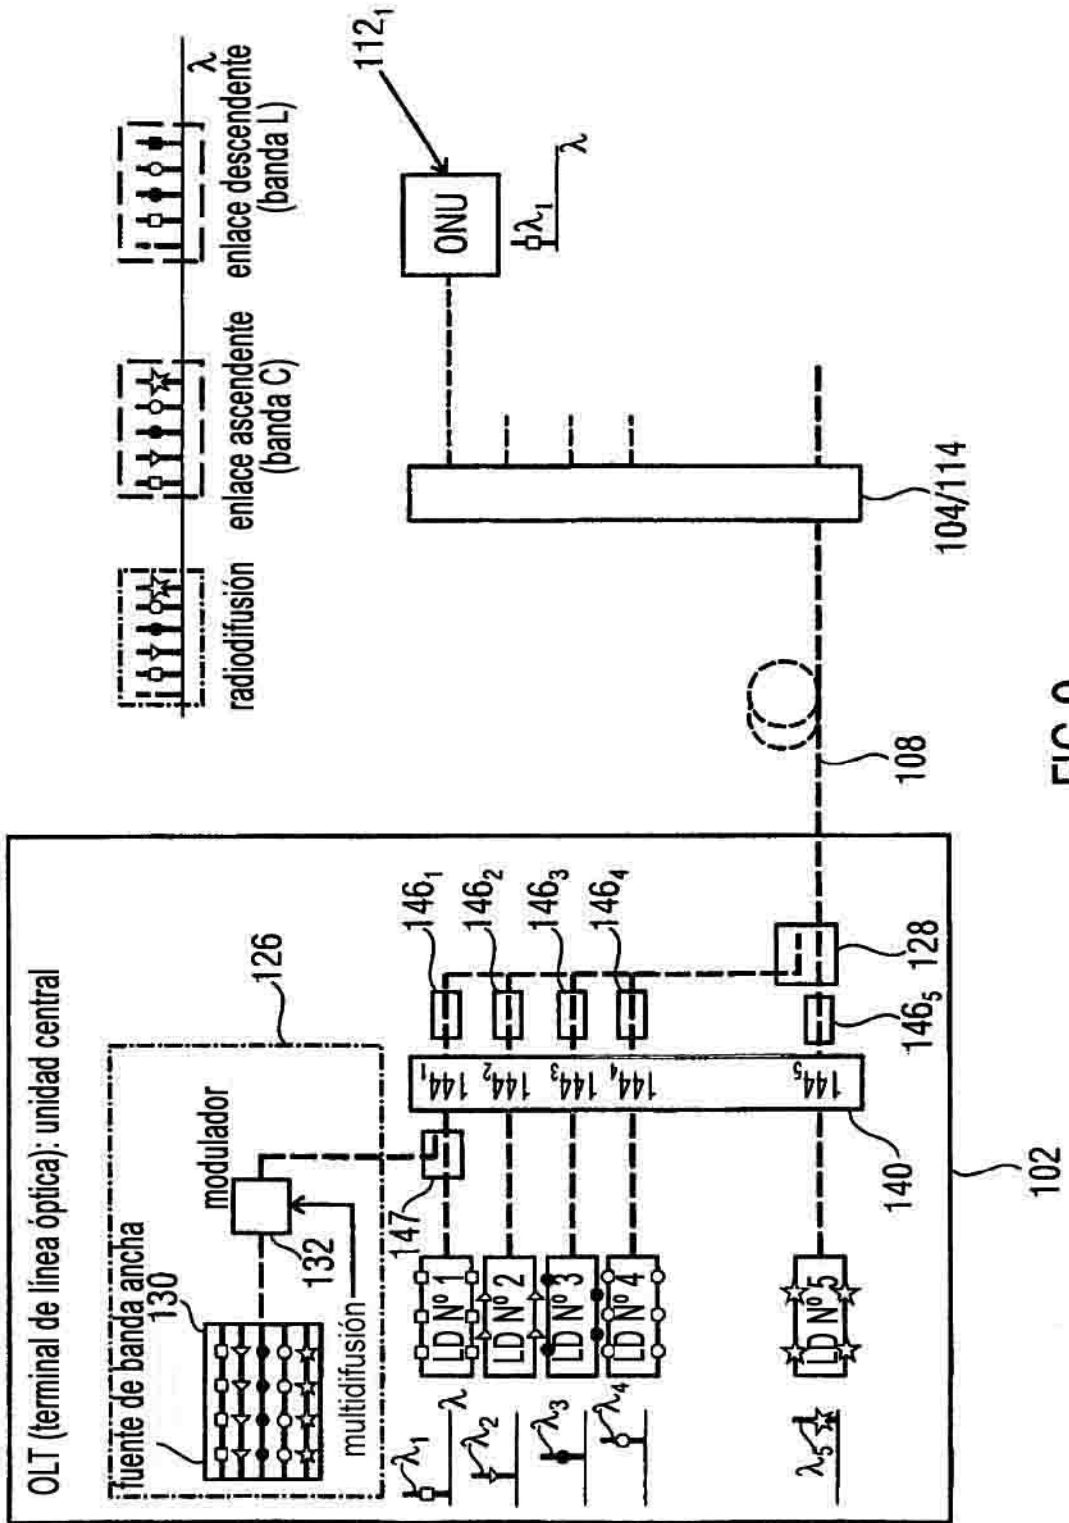 OLT (terminal de línea óptica): unidad central
fuente de banda ancha
130
modulador
132
126
multidifusión
147
λ₁
λ
λ₂
λ₃
λ₄
λ₅
LD Nº 1
LD Nº 2
LD Nº 3
LD Nº 4
LD Nº 5
144₁
144₂
144₃
144₄
144₅
146₁
146₂
146₃
146₄
146₅
128
140
102
108
104/114
radiodifusión
enlace ascendente
(banda C)
enlace descendente
(banda L)
λ
ONU
112₁
λ₁
λ